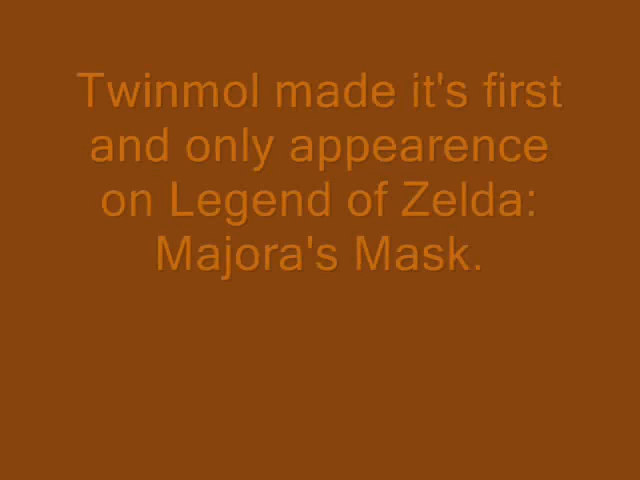 Twinmol made it's first
and only appearence
on Legend of Zelda:
Majora's Mask.